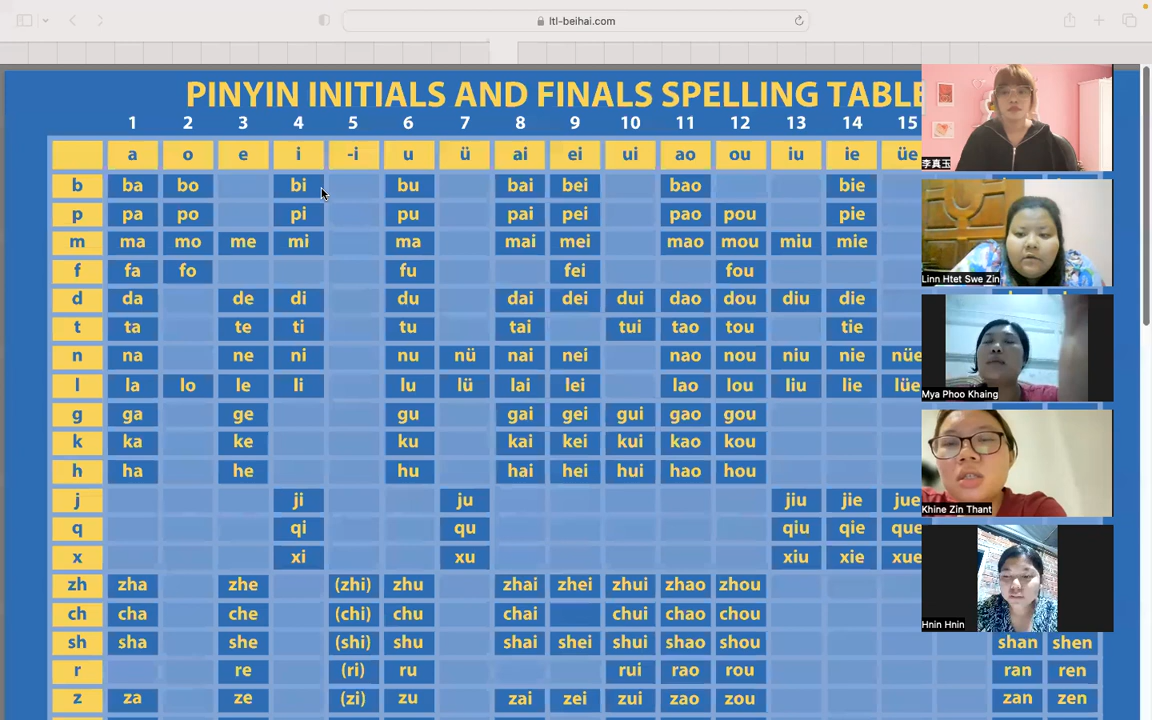 ltl-beihai.com
PINYIN INITIALS AND FINALS SPELLING TABLE
1 2 3 4 5 6 7 8 9 10 11 12 13 14 15
a o e i -i u ü ai ei ui ao ou iu ie üe
b ba bo bi bu bai bei bao bie
p pa po pi pu pai pei pao pou pie
m ma mo me mi ma mai mei mao mou miu mie
f fa fo fu fei fou
d da de di du dai dei dui dao dou diu die
t ta te ti tu tai tui tao tou tie
n na ne ni nu nü nai nei nao nou niu nie nüe
l la lo le li lu lü lai lei lao lou liu lie lüe
g ga ge gu gai gei gui gao gou
k ka ke ku kai kei kui kao kou
h ha he hu hai hei hui hao hou
j ji ju jiu jie jue
q qi qu qiu qie que
x xi xu xiu xie xue
zh zha zhe (zhi) zhu zhai zhei zhui zhao zhou
ch cha che (chi) chu chai chui chao chou
sh sha she (shi) shu shai shei shui shao shou shan shen
r re (ri) ru rui rao rou ran ren
z za ze (zi) zu zai zei zui zao zou zan zen
李真玉
Linn Htet Swe Zin
Mya Phoo Khaing
Khine Zin Thant
Hnin Hnin